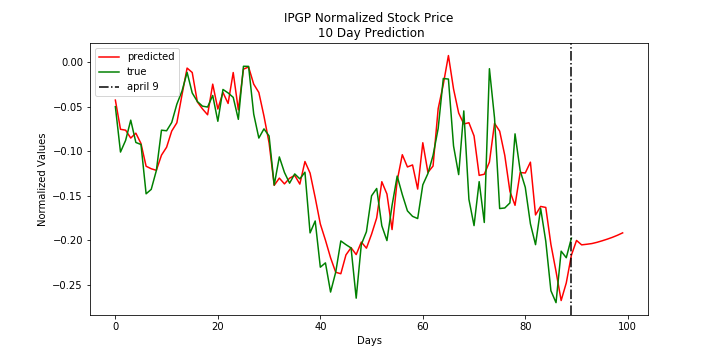 IPGP Normalized Stock Price
10 Day Prediction
predicted
true
april 9
Normalized Values
0.00
−0.05
−0.10
−0.15
−0.20
−0.25
0
20
40
60
80
100
Days